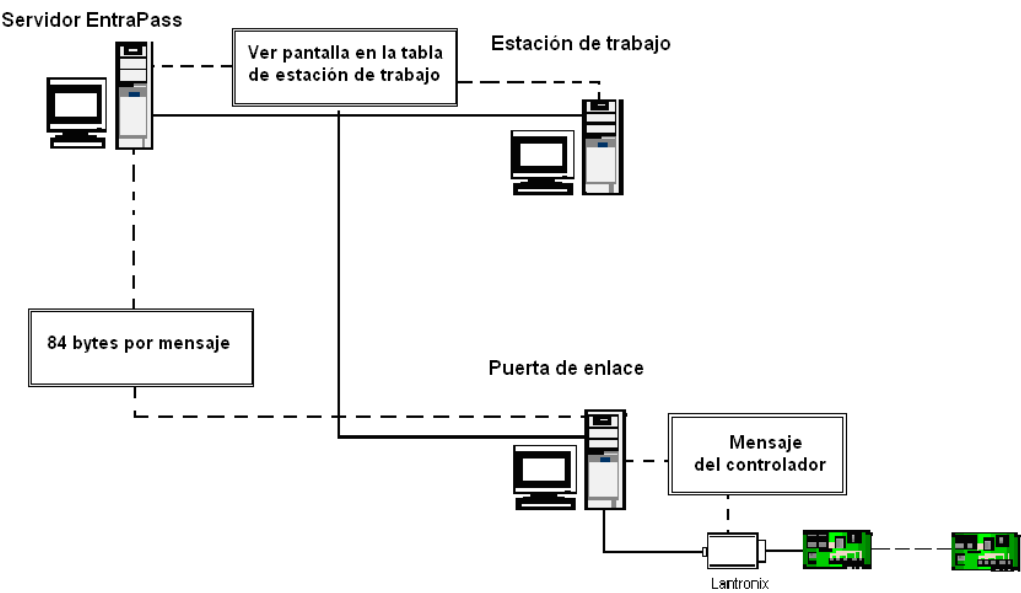 Servidor EntraPass
Ver pantalla en la tabla
de estación de trabajo
Estación de trabajo
84 bytes por mensaje
Puerta de enlace
Mensaje
del controlador
Lantronix